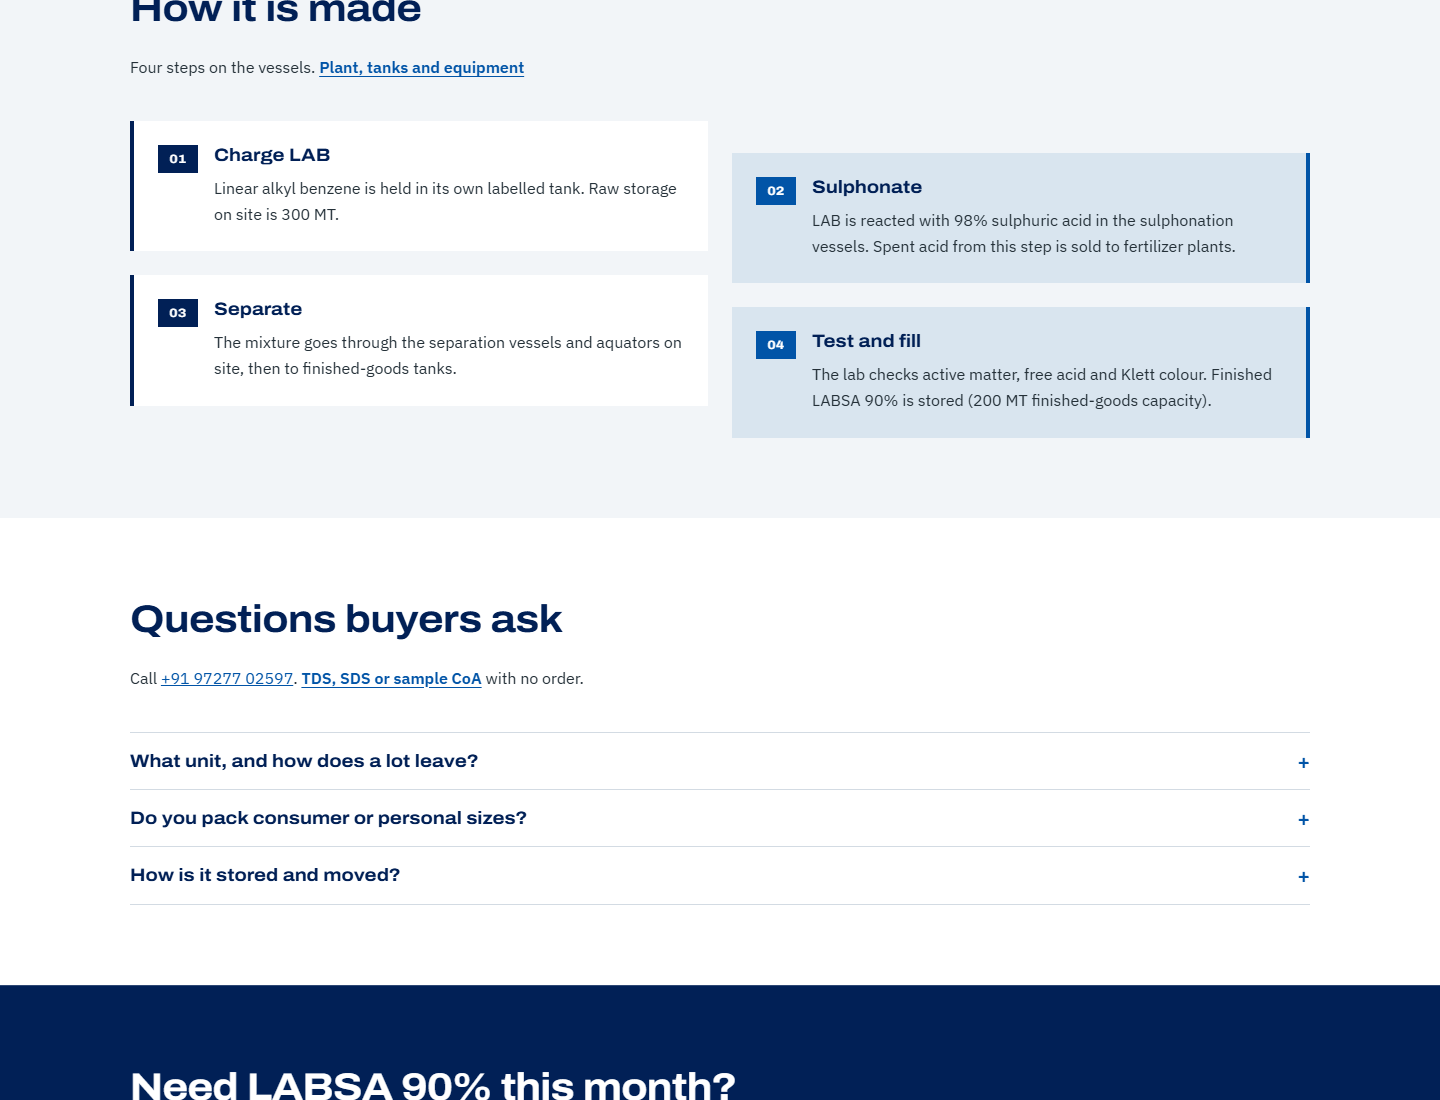 How it is made
Four steps on the vessels. Plant, tanks and equipment
01
Charge LAB
Linear alkyl benzene is held in its own labelled tank. Raw storage
on site is 300 MT.
02
Sulphonate
LAB is reacted with 98% sulphuric acid in the sulphonation
vessels. Spent acid from this step is sold to fertilizer plants.
03
Separate
The mixture goes through the separation vessels and aquators on
site, then to finished-goods tanks.
04
Test and fill
The lab checks active matter, free acid and Klett colour. Finished
LABSA 90% is stored (200 MT finished-goods capacity).
Questions buyers ask
Call +91 97277 02597. TDS, SDS or sample CoA with no order.
What unit, and how does a lot leave?
+
Do you pack consumer or personal sizes?
+
How is it stored and moved?
+
Need LABSA 90% this month?